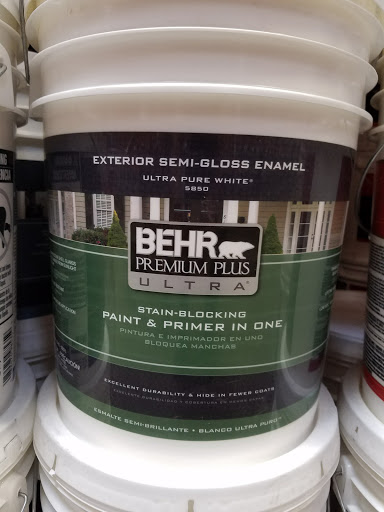 EXTERIOR SEMI-GLOSS ENAMEL
ULTRA PURE WHITE®
5850
BEHR
PREMIUM PLUS
ULTRA®
STAIN-BLOCKING
PAINT & PRIMER IN ONE
PINTURA E IMPRIMADOR EN UNO
BLOQUEA MANCHAS
EXCELLENT DURABILITY & HIDE IN FEWER COATS
ESMALTE SEMI-BRILLANTE • BLANCO ULTRA PURO™